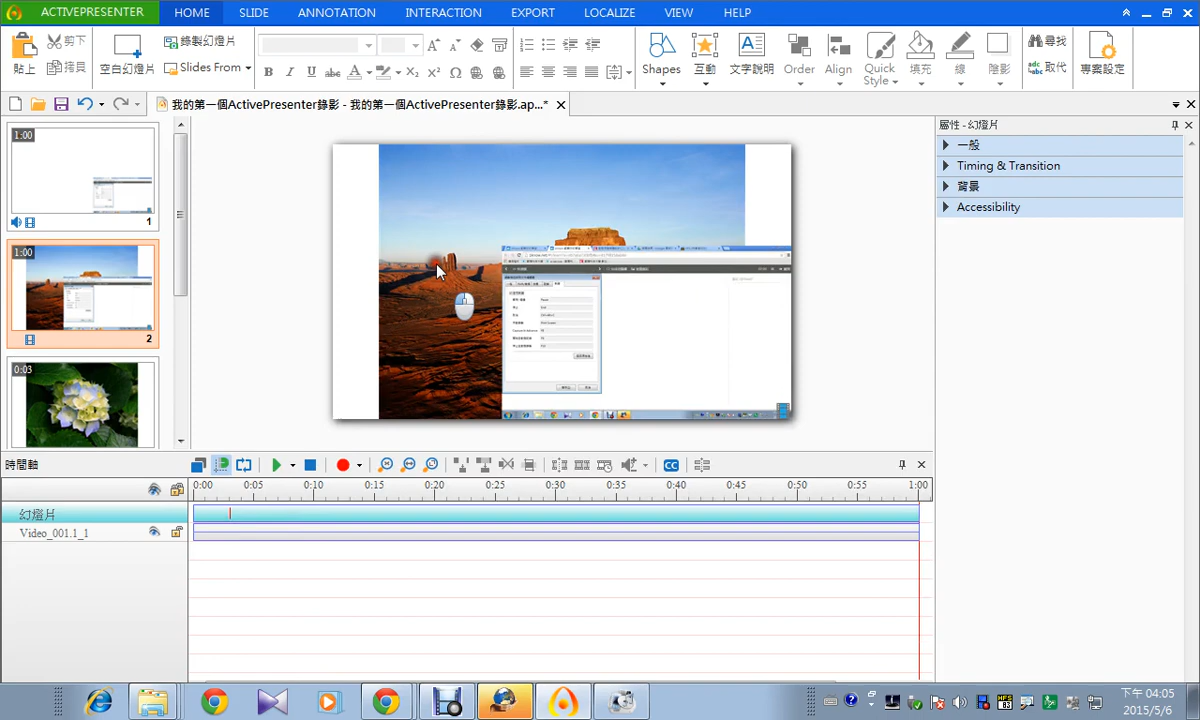 ACTIVEPRESENTER HOME SLIDE ANNOTATION INTERACTION EXPORT LOCALIZE VIEW HELP
貼上
剪下
拷貝
空白幻燈片
錄製幻燈片
Slides From
B I U abc A X₂ X² Ω
Shapes
互動
文字說明
Order
Align
Quick Style
填充
線
陰影
尋找
取代
專案設定
我的第一個ActivePresenter錄影 - 我的第一個ActivePresenter錄影.ap...*
1:00
1
1:00
2
0:03
屬性 - 幻燈片
一般
Timing & Transition
背景
Accessibility
時間軸
CC
0:00 0:05 0:10 0:15 0:20 0:25 0:30 0:35 0:40 0:45 0:50 0:55 1:00
幻燈片
Video_001.1_1
下午 04:05
2015/5/6